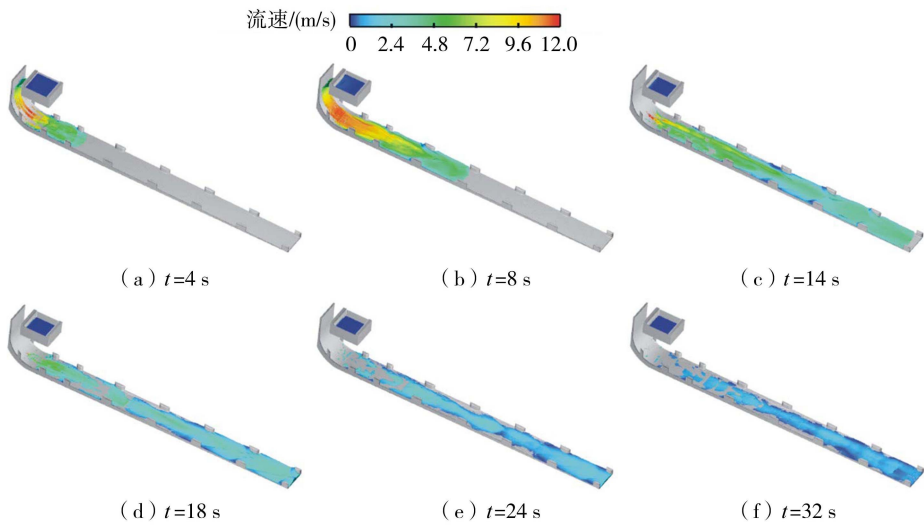 流速/(m/s)
0 2.4 4.8 7.2 9.6 12.0
（a）t=4 s
（b）t=8 s
（c）t=14 s
（d）t=18 s
（e）t=24 s
（f）t=32 s